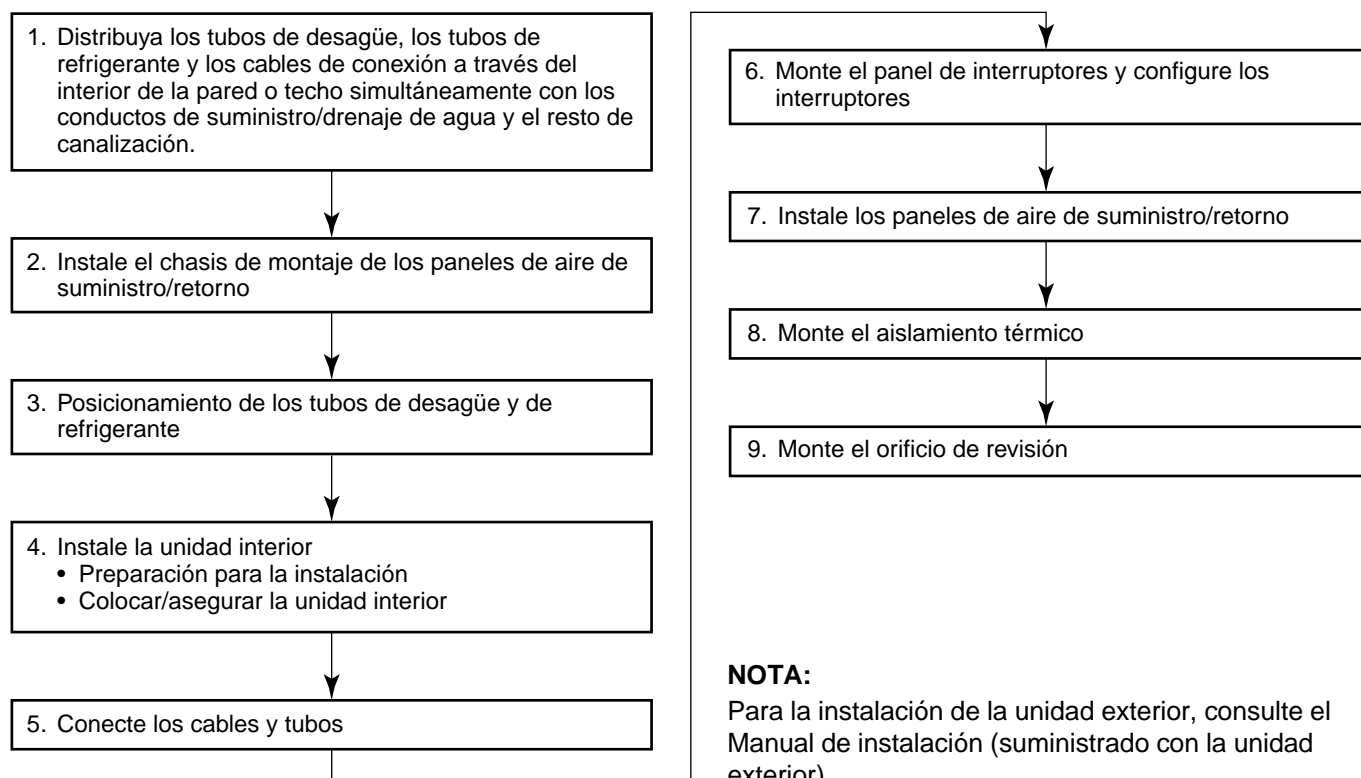 1. Distribuya los tubos de desagüe, los tubos de
refrigerante y los cables de conexión a través del
interior de la pared o techo simultáneamente con los
conductos de suministro/drenaje de agua y el resto de
canalización.
2. Instale el chasis de montaje de los paneles de aire de
suministro/retorno
3. Posicionamiento de los tubos de desagüe y de
refrigerante
4. Instale la unidad interior
• Preparación para la instalación
• Colocar/asegurar la unidad interior
5. Conecte los cables y tubos
6. Monte el panel de interruptores y configure los
interruptores
7. Instale los paneles de aire de suministro/retorno
8. Monte el aislamiento térmico
9. Monte el orificio de revisión
NOTA:
Para la instalación de la unidad exterior, consulte el
Manual de instalación (suministrado con la unidad
exterior)